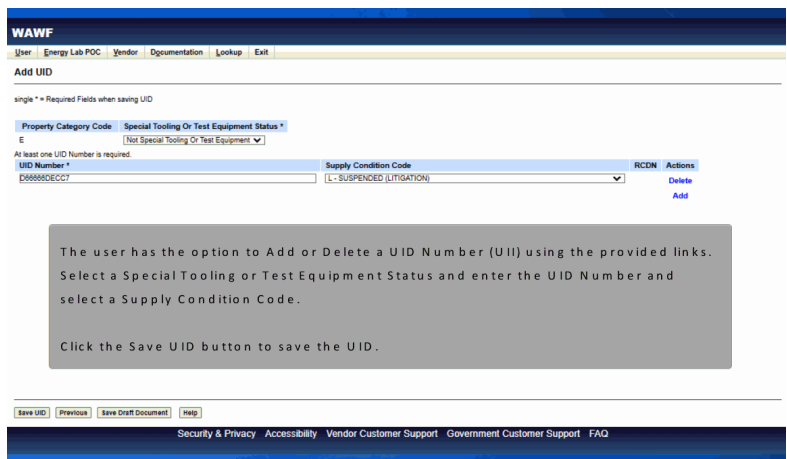 WAWF
User Energy Lab POC Vendor Documentation Lookup Exit
Add UID
single * = Required Fields when saving UID
Property Category Code Special Tooling Or Test Equipment Status *
E Not Special Tooling Or Test Equipment
At least one UID Number is required.
UID Number * Supply Condition Code RCDN Actions
D66666DECC7 L - SUSPENDED (LITIGATION) Delete
Add
The user has the option to Add or Delete a UID Number (UII) using the provided links.
Select a Special Tooling or Test Equipment Status and enter the UID Number and
select a Supply Condition Code.
Click the Save UID button to save the UID.
Save UID Previous Save Draft Document Help
Security & Privacy Accessibility Vendor Customer Support Government Customer Support FAQ